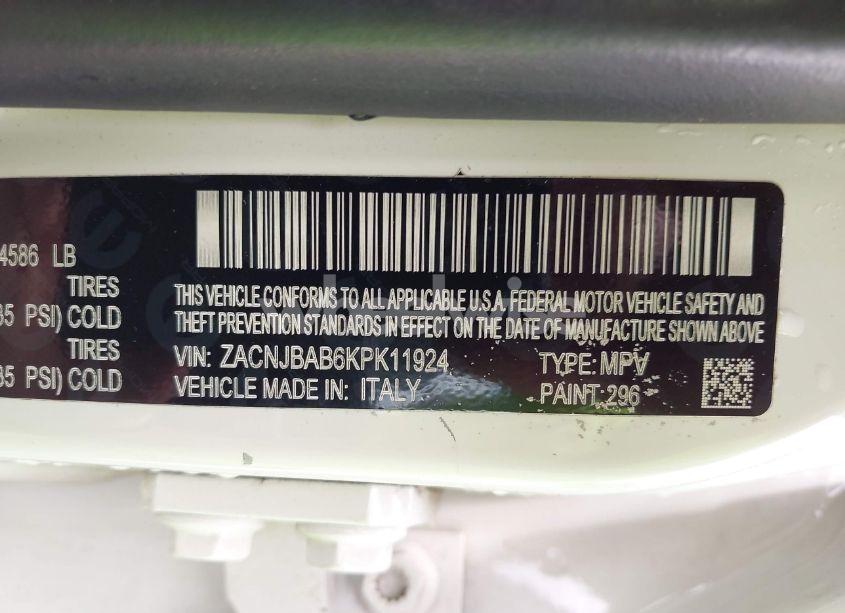 4586 LB
TIRES
35 PSI) COLD
TIRES
35 PSI) COLD
THIS VEHICLE CONFORMS TO ALL APPLICABLE U.S.A. FEDERAL MOTOR VEHICLE SAFETY AND
THEFT PREVENTION STANDARDS IN EFFECT ON THE DATE OF MANUFACTURE SHOWN ABOVE
VIN: ZACNJBAB6KPK11924 TYPE: MPV
VEHICLE MADE IN: ITALY PAINT: 296